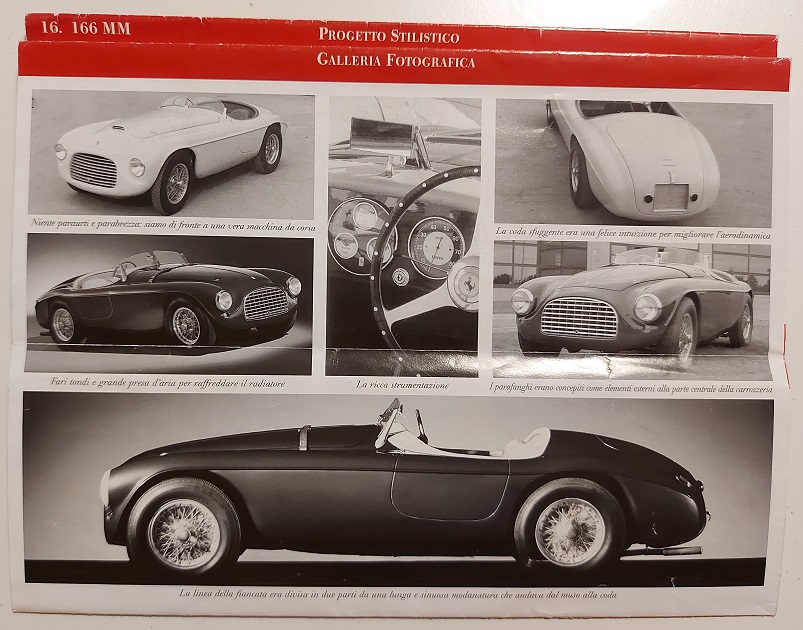 16. 166 MM
PROGETTO STILISTICO
GALLERIA FOTOGRAFICA
Niente paraurti e parabrezza: siamo di fronte a una vera macchina da corsa
La coda sfuggente era una felice intuizione per migliorare l'aerodinamica
Fari tondi e grande presa d'aria per raffreddare il radiatore
La ricca strumentazione
I parafanghi erano concepiti come elementi esterni alla parte centrale della carrozzeria
La linea della fiancata era divisa in due parti da una lunga e sinuosa modanatura che andava dal muso alla coda